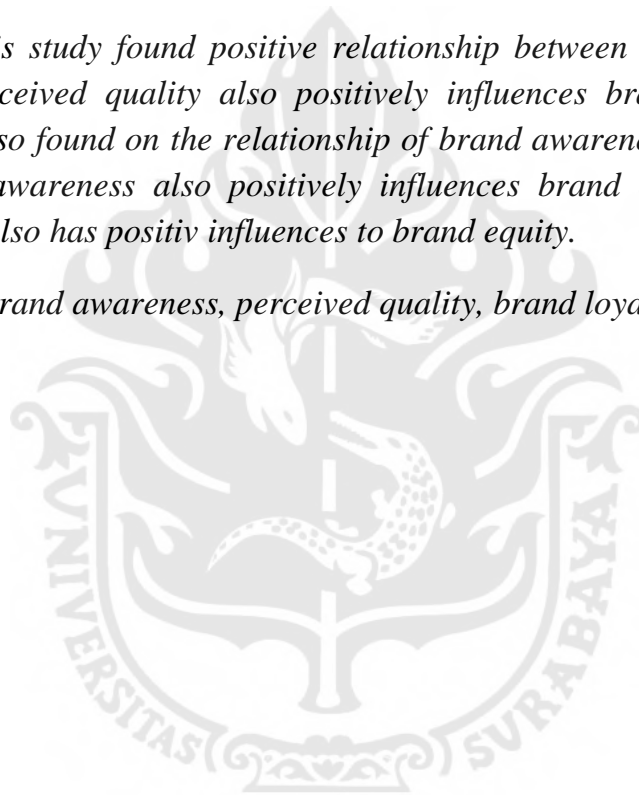 is study found positive relationship between
ceived quality also positively influences bra
so found on the relationship of brand awaren
awareness also positively influences brand
lso has positiv influences to brand equity.
rand awareness, perceived quality, brand loya
UNIVERSITAS SURABAYA